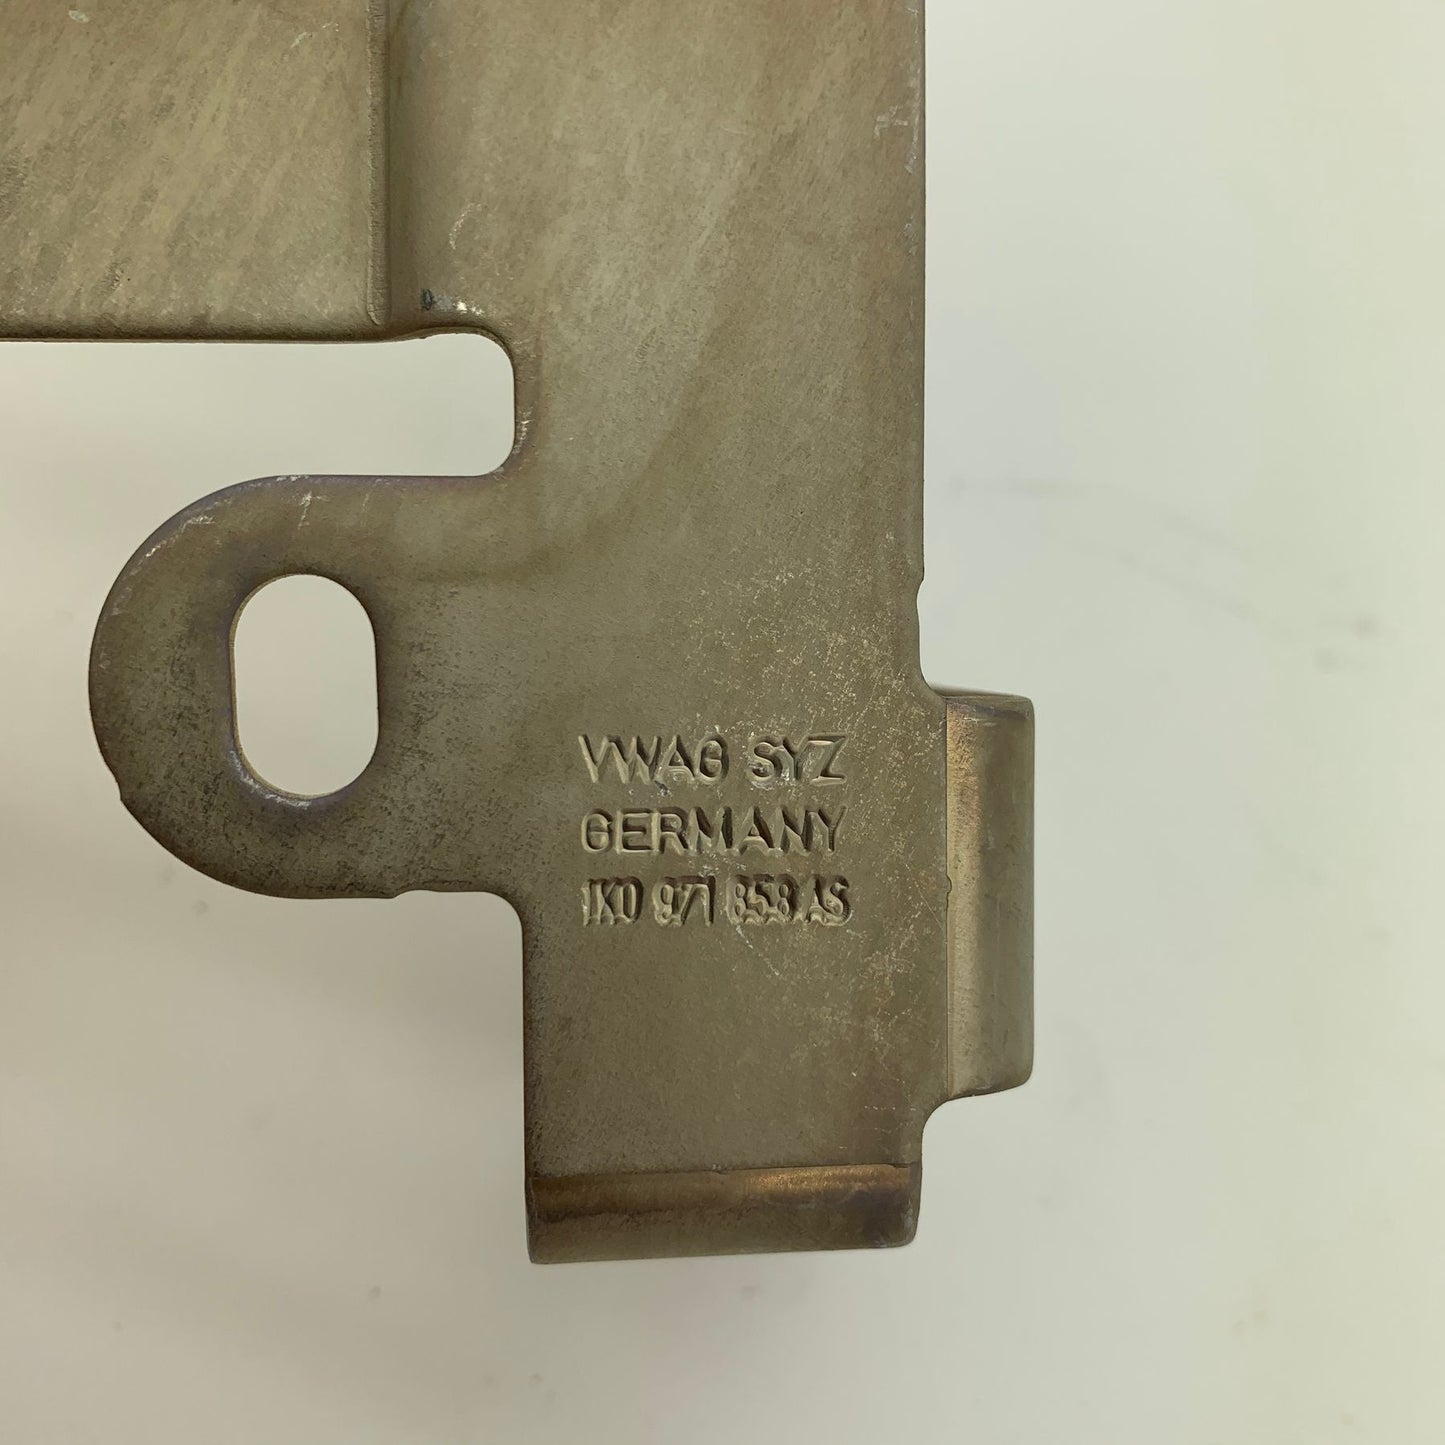 VWAG SYZ
GERMANY
1K0 971 858 AS